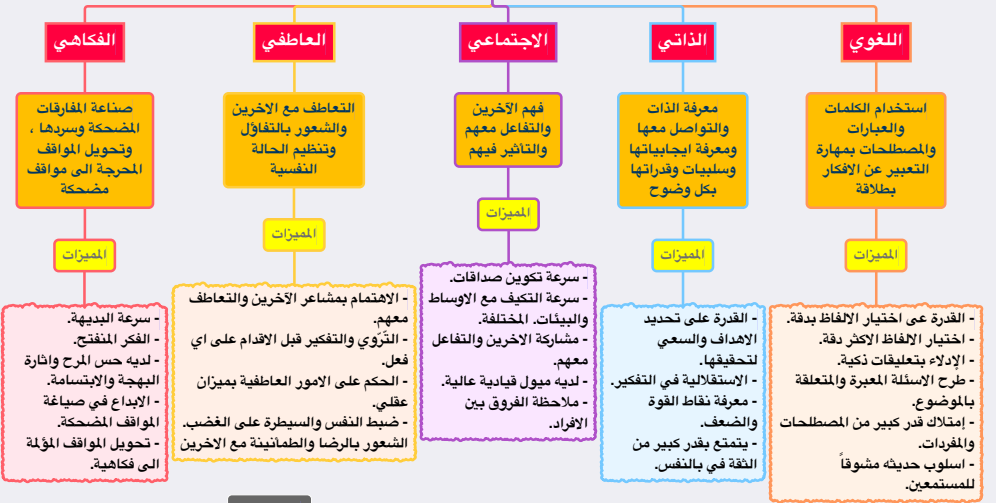 اللغوي
استخدام الكلمات
والعبارات
والمصطلحات بمهارة
التعبير عن الافكار
بطلاقة
المميزات
- القدرة عى اختيار الالفاظ بدقة.
- اختيار الالفاظ الاكثر دقة.
- الإدلاء بتعليقات ذكية.
- طرح الاسئلة المعبرة والمتعلقة
بالموضوع.
- إمتلاك قدر كبير من المصطلحات
والمفردات.
- اسلوب حديثه مشوقاً
للمستمعين.
الذاتي
معرفة الذات
والتواصل معها
ومعرفة ايجابياتها
وسلبيات وقدراتها
بكل وضوح
المميزات
- القدرة على تحديد
الاهداف والسعي
لتحقيقها.
- الاستقلالية في التفكير.
- معرفة نقاط القوة
والضعف.
- يتمتع بقدر كبير من
الثقة في بالنفس.
الاجتماعي
فهم الآخرين
والتفاعل معهم
والتاثير فيهم
المميزات
- سرعة تكوين صداقات.
- سرعة التكيف مع الاوساط
والبيئات. المختلفة.
- مشاركة الاخرين والتفاعل
معهم.
- لديه ميول قيادية عالية.
- ملاحظة الفروق بين
الافراد.
العاطفي
التعاطف مع الاخرين
والشعور بالتفاؤل
وتنظيم الحالة
النفسية
المميزات
- الاهتمام بمشاعر الآخرين والتعاطف
معهم.
- التّرّوي والتفكير قبل الاقدام على اي
فعل.
- الحكم على الامور العاطفية بميزان
عقلي.
- ضبط النفس والسيطرة على الغضب.
الشعور بالرضا والطمانينة مع الاخرين
الفكاهي
صناعة المفارقات
المضحكة وسردها ،
وتحويل المواقف
المحرجة الى مواقف
مضحكة
المميزات
- سرعة البديهة.
- الفكر المنفتح.
- لديه حس المرح واثارة
البهجة والابتسامة.
- الابداع في صياغة
المواقف المضحكة.
- تحويل المواقف المؤلمة
الى فكاهية.